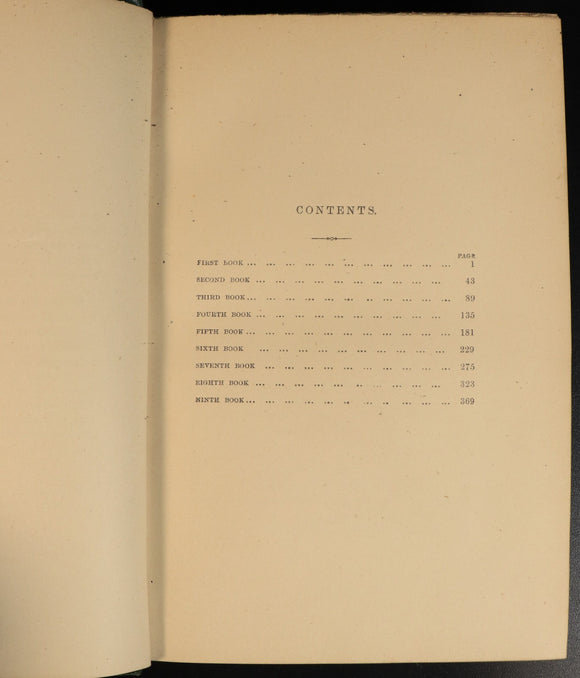 CONTENTS.
PAGE
FIRST BOOK ... ... ... ... ... ... ... ... ... ... ... 1
SECOND BOOK ... ... ... ... ... ... ... ... ... ... 43
THIRD BOOK... ... ... ... ... ... ... ... ... ... ... 89
FOURTH BOOK ... ... ... ... ... ... ... ... ... ... 135
FIFTH BOOK... ... ... ... ... ... ... ... ... ... ... 181
SIXTH BOOK ... ... ... ... ... ... ... ... ... ... 229
SEVENTH BOOK ... ... ... ... ... ... ... ... ... ... 275
EIGHTH BOOK ... ... ... ... ... ... ... ... ... ... 323
NINTH BOOK... ... ... ... ... ... ... ... ... ... ... 369